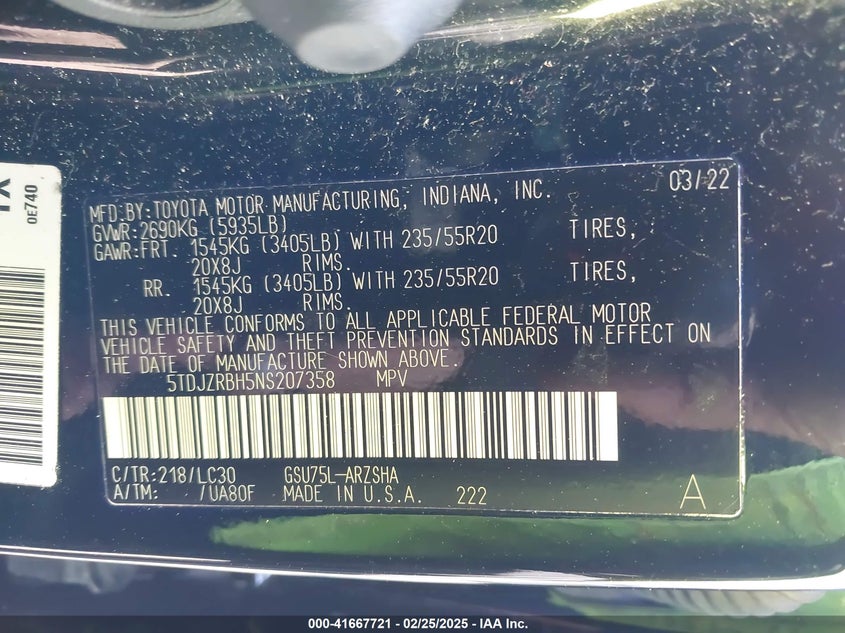 MFD.BY:TOYOTA MOTOR MANUFACTURING, INDIANA, INC. 03/22
GVWR:2690KG (5935LB)
GAWR:FRT. 1545KG (3405LB) WITH 235/55R20 TIRES,
20X8J RIMS.
RR. 1545KG (3405LB) WITH 235/55R20 TIRES,
20X8J RIMS.
THIS VEHICLE CONFORMS TO ALL APPLICABLE FEDERAL MOTOR
VEHICLE SAFETY AND THEFT PREVENTION STANDARDS IN EFFECT ON
THE DATE OF MANUFACTURE SHOWN ABOVE.
5TDJZRBH5NS207358 MPV
C/TR:218/LC30 GSU75L-ARZSHA
A/TM: /UA80F MADE IN U.S.A. 222 A
0E740
000-41667721 - 02/25/2025 - IAA Inc.